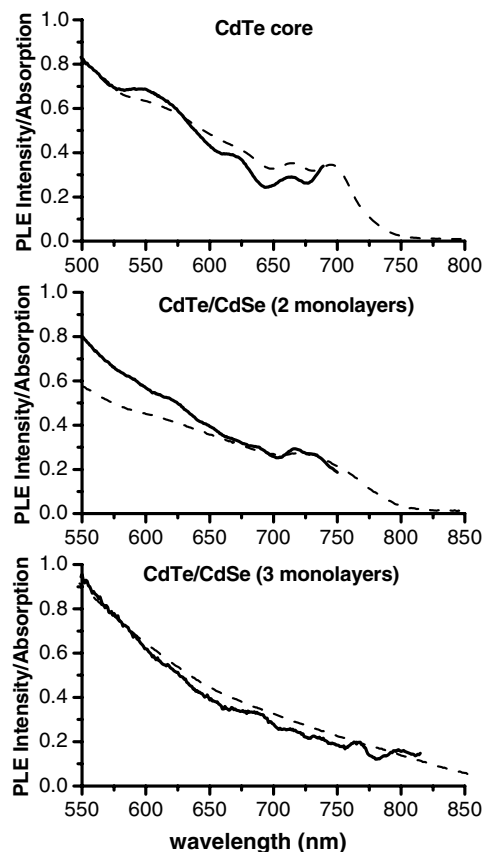 CdTe core
PLE Intensity/Absorption
1.0
0.8
0.6
0.4
0.2
0.0
500 550 600 650 700 750 800
CdTe/CdSe (2 monolayers)
PLE Intensity/Absorption
1.0
0.8
0.6
0.4
0.2
0.0
550 600 650 700 750 800 850
CdTe/CdSe (3 monolayers)
PLE Intensity/Absorption
1.0
0.8
0.6
0.4
0.2
0.0
550 600 650 700 750 800 850
wavelength (nm)